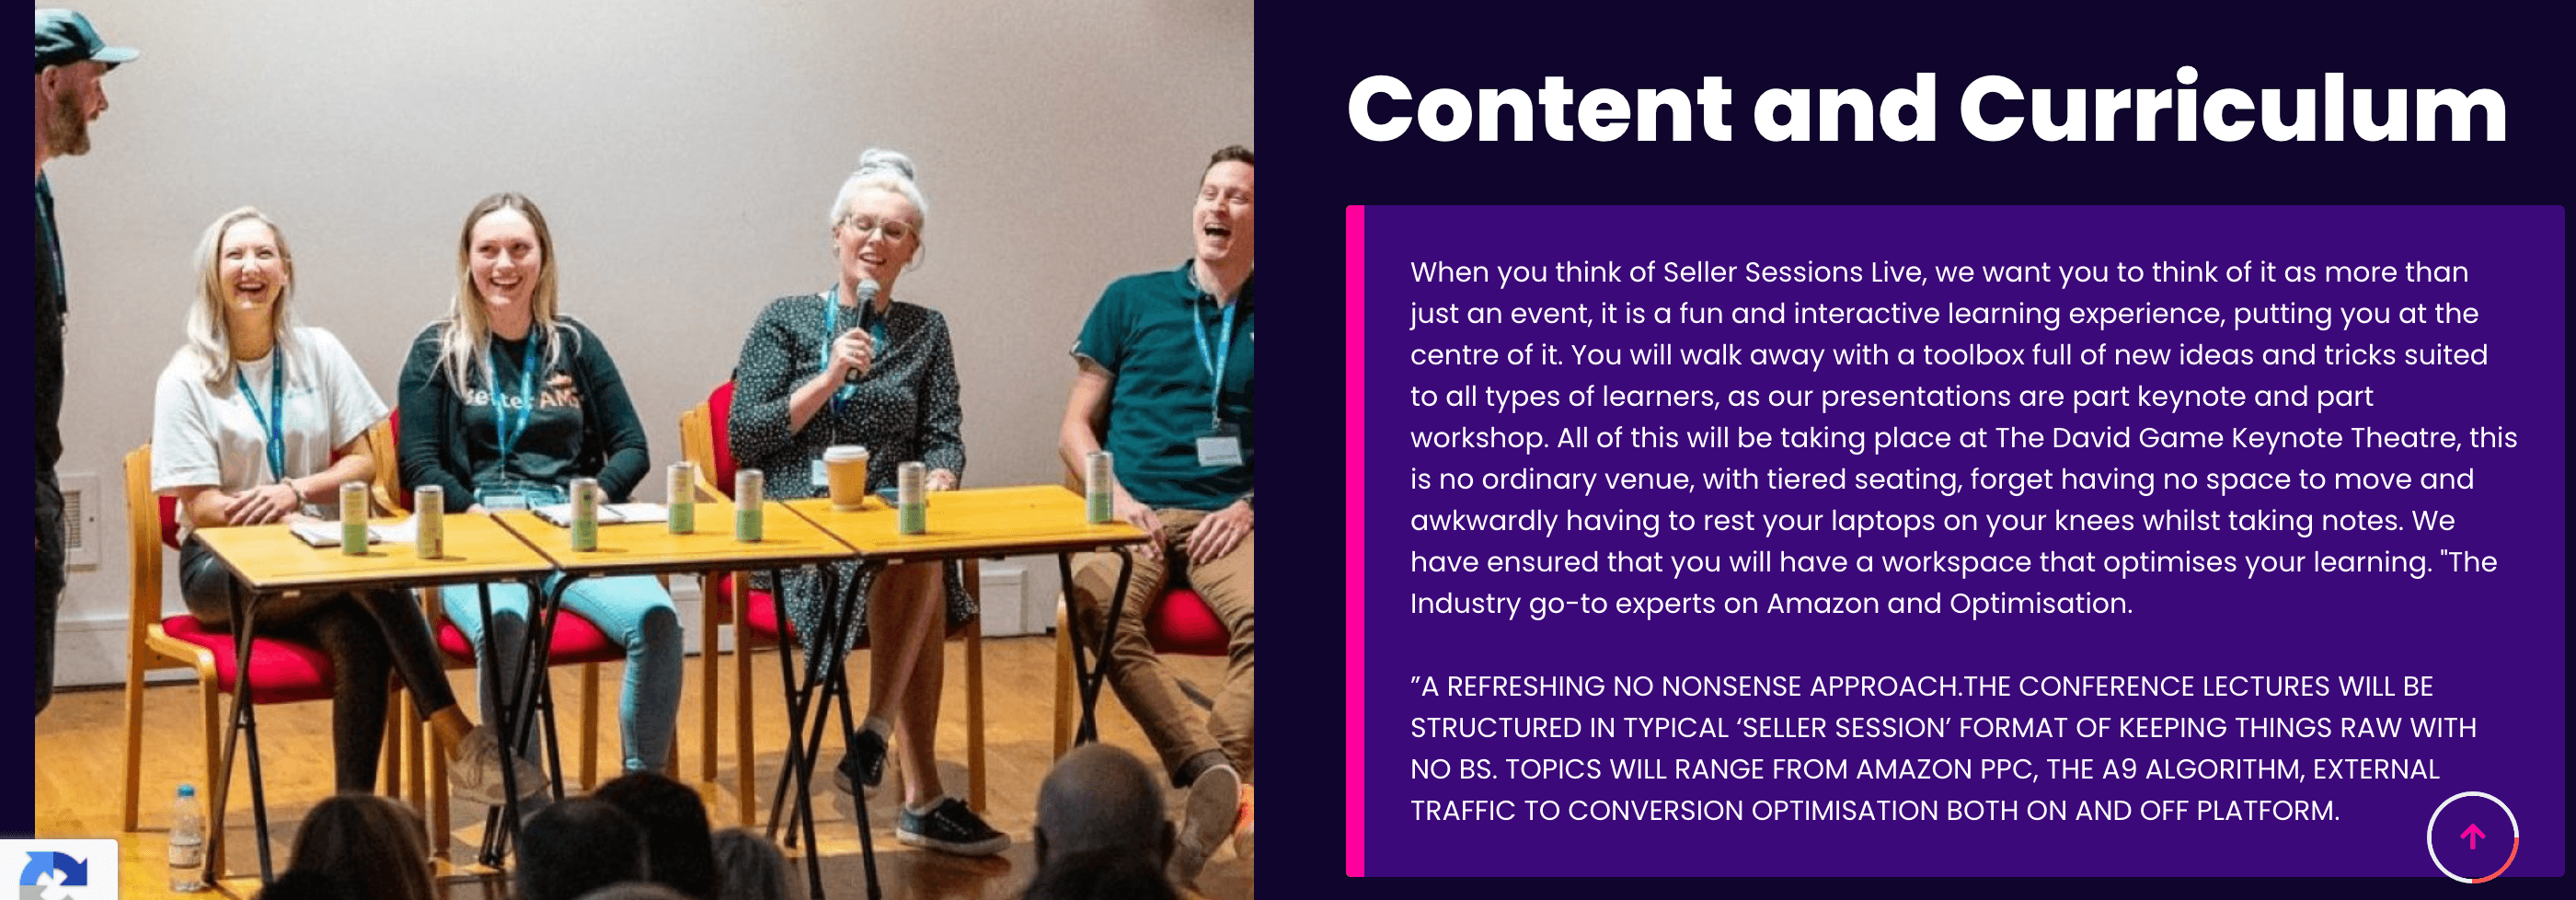 Content and Curriculum
When you think of Seller Sessions Live, we want you to think of it as more than
just an event, it is a fun and interactive learning experience, putting you at the
centre of it. You will walk away with a toolbox full of new ideas and tricks suited
to all types of learners, as our presentations are part keynote and part
workshop. All of this will be taking place at The David Game Keynote Theatre, this
is no ordinary venue, with tiered seating, forget having no space to move and
awkwardly having to rest your laptops on your knees whilst taking notes. We
have ensured that you will have a workspace that optimises your learning. "The
Industry go-to experts on Amazon and Optimisation.
”A REFRESHING NO NONSENSE APPROACH.THE CONFERENCE LECTURES WILL BE
STRUCTURED IN TYPICAL ‘SELLER SESSION’ FORMAT OF KEEPING THINGS RAW WITH
NO BS. TOPICS WILL RANGE FROM AMAZON PPC, THE A9 ALGORITHM, EXTERNAL
TRAFFIC TO CONVERSION OPTIMISATION BOTH ON AND OFF PLATFORM.